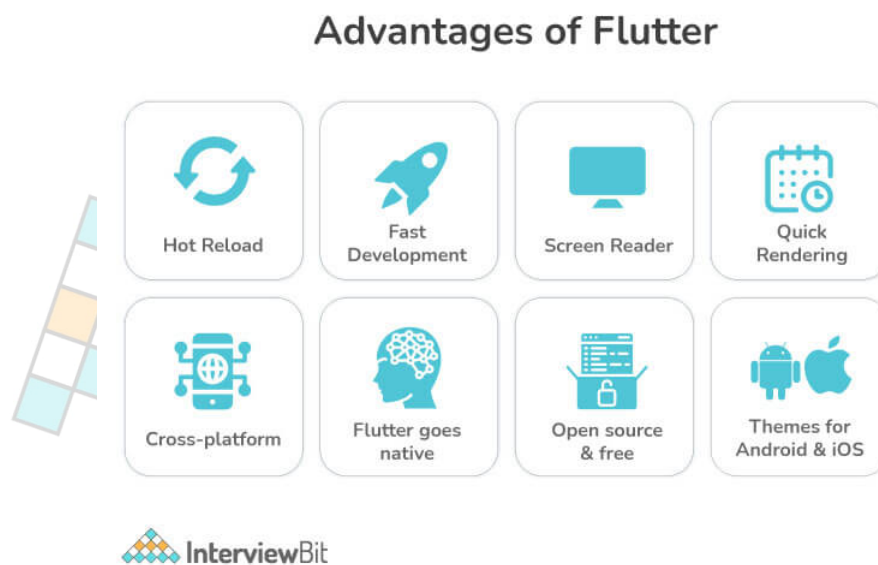 Advantages of Flutter
Hot Reload
Fast
Development
Screen Reader
Quick
Rendering
Cross-platform
Flutter goes
native
Open source
& free
Themes for
Android & iOS
InterviewBit